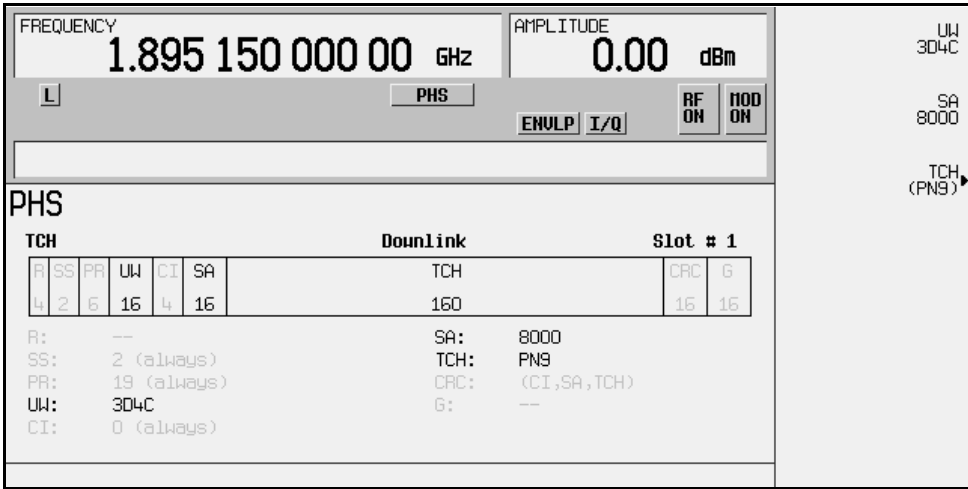 FREQUENCY
1.895 150 000 00 GHz
AMPLITUDE
0.00 dBm
L
PHS
ENVLP I/Q
RF ON
MOD ON
UW
3D4C
SA
8000
TCH
(PN9)
PHS
TCH Downlink Slot # 1
R SS PR UW CI SA TCH CRC G
4 2 6 16 4 16 160 16 16
R: --
SS: 2 (always)
PR: 19 (always)
UW: 3D4C
CI: 0 (always)
SA: 8000
TCH: PN9
CRC: (CI,SA,TCH)
G: --